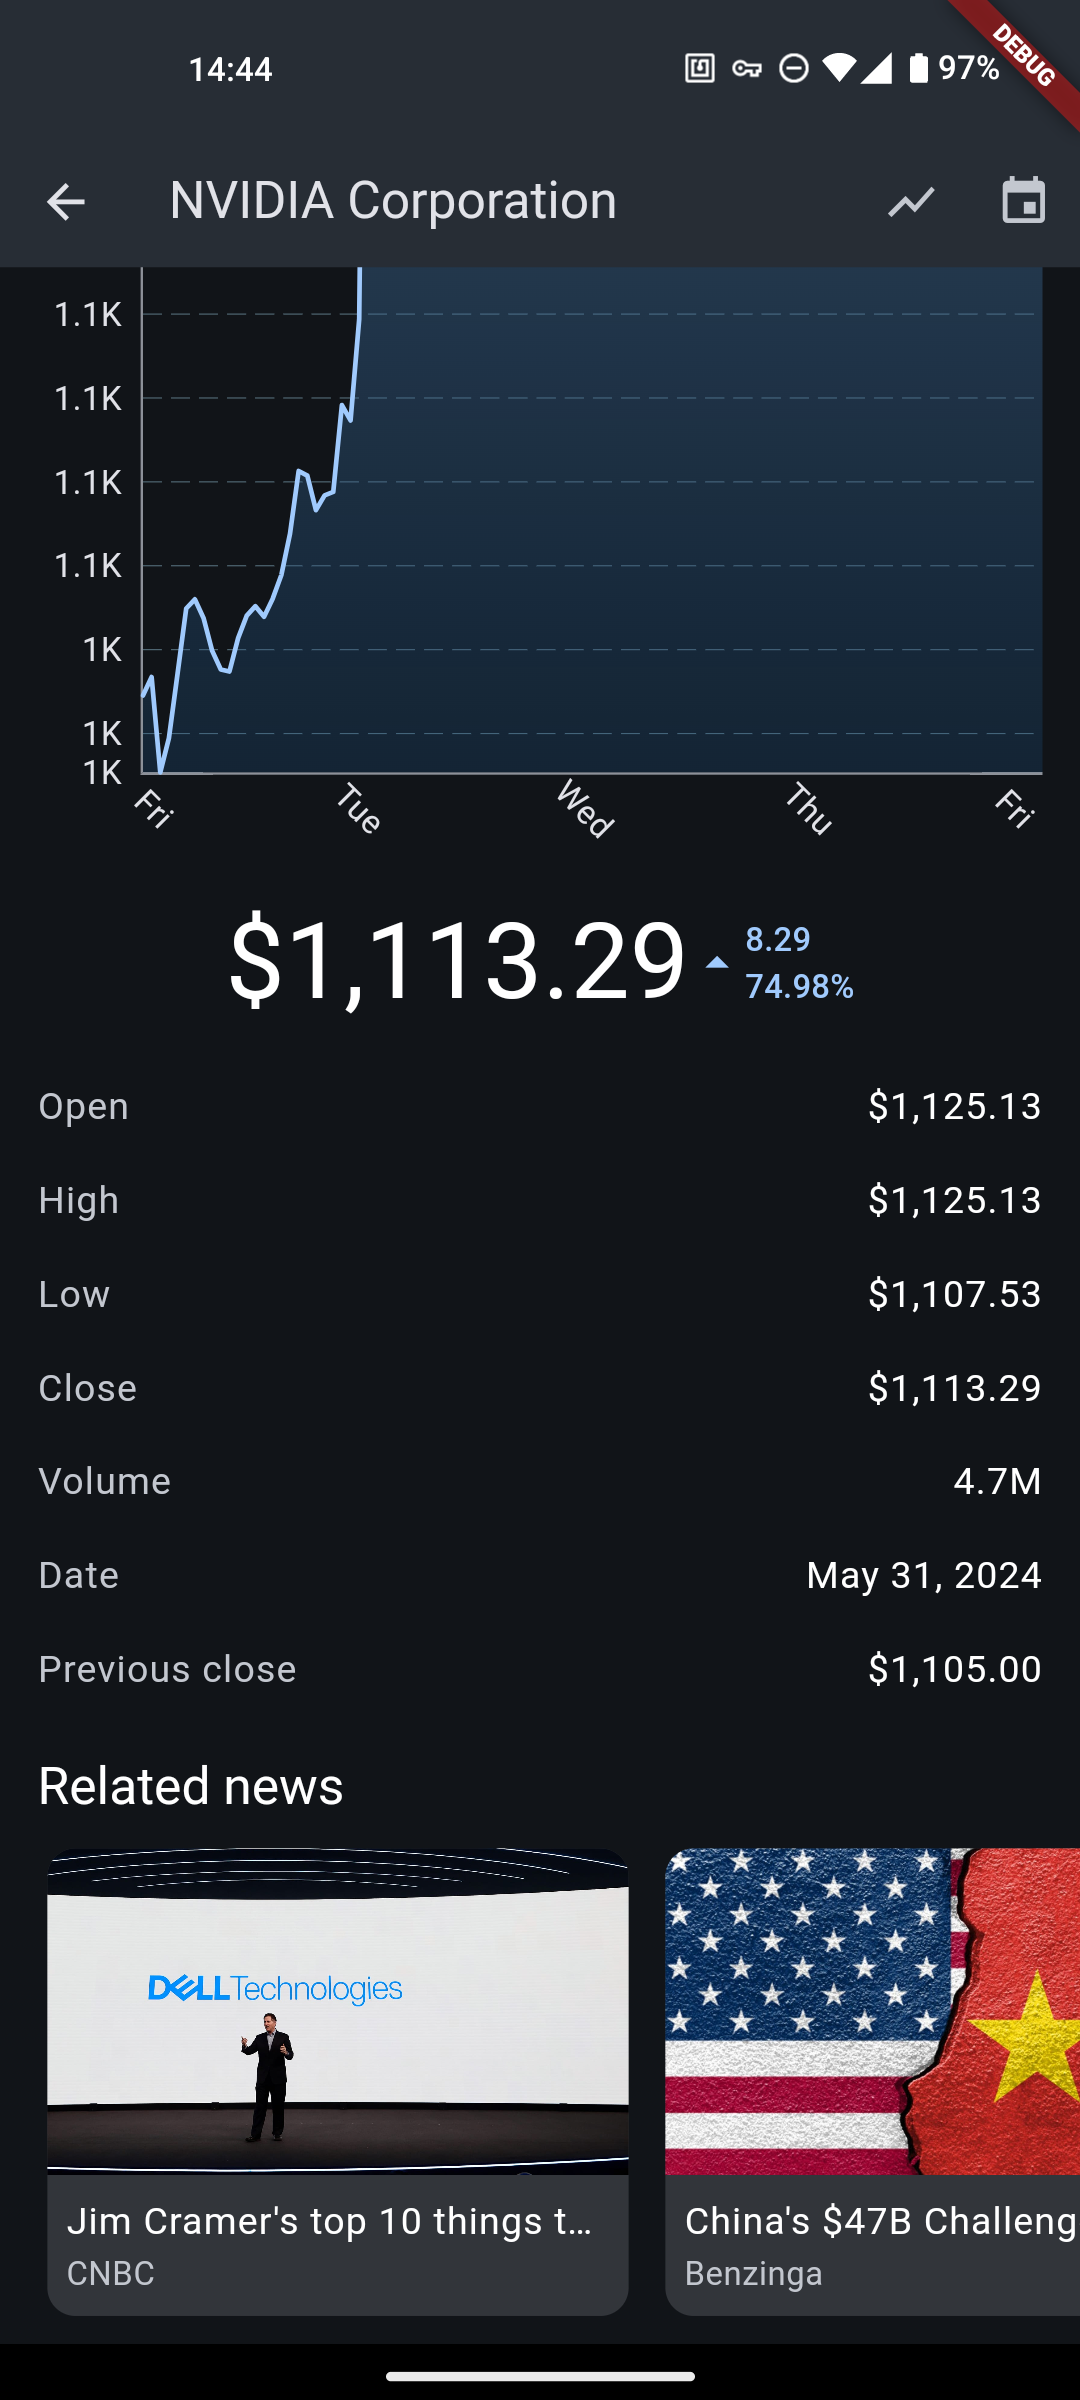 14:44
97%
DEBUG
NVIDIA Corporation
1.1K
1.1K
1.1K
1.1K
1K
1K
1K
Fri
Tue
Wed
Thu
Fri
$1,113.29
8.29
74.98%
Open
$1,125.13
High
$1,125.13
Low
$1,107.53
Close
$1,113.29
Volume
4.7M
Date
May 31, 2024
Previous close
$1,105.00
Related news
DELL Technologies
Jim Cramer's top 10 things t...
CNBC
China's $47B Challeng
Benzinga